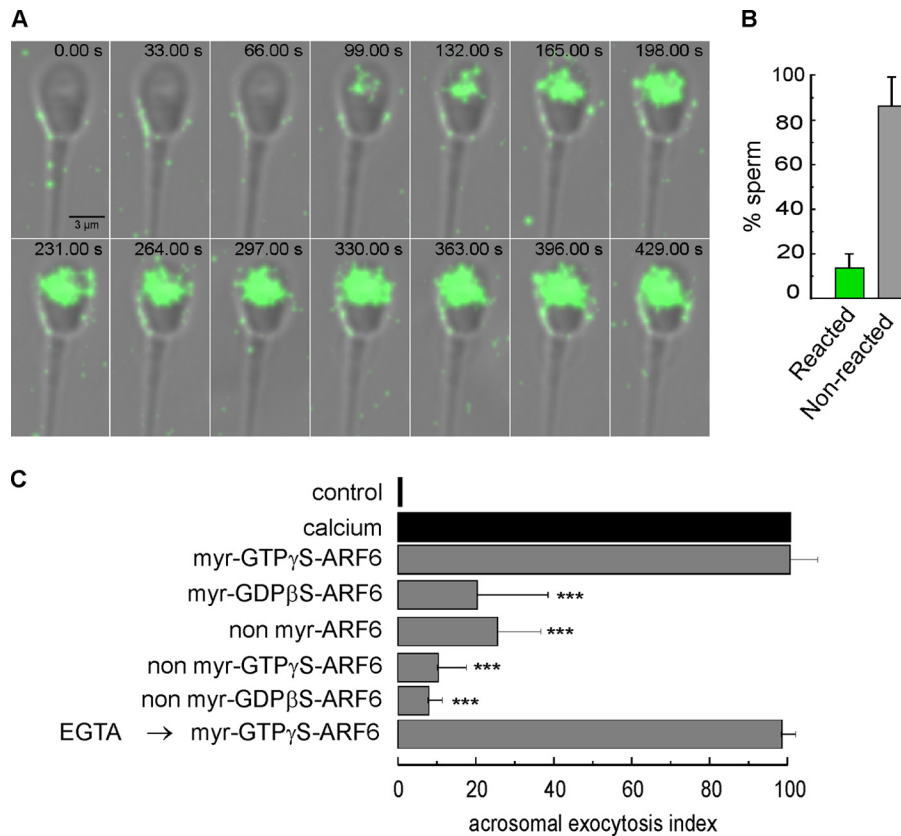 A
0.00 s 33.00 s 66.00 s 99.00 s 132.00 s 165.00 s 198.00 s
3 µm
231.00 s 264.00 s 297.00 s 330.00 s 363.00 s 396.00 s 429.00 s
B
% sperm
100
80
60
40
20
0
Reacted
Non-reacted
C
control
calcium
myr-GTPγS-ARF6
myr-GDPβS-ARF6 ***
non myr-ARF6 ***
non myr-GTPγS-ARF6 ***
non myr-GDPβS-ARF6 ***
EGTA → myr-GTPγS-ARF6
0 20 40 60 80 100
acrosomal exocytosis index